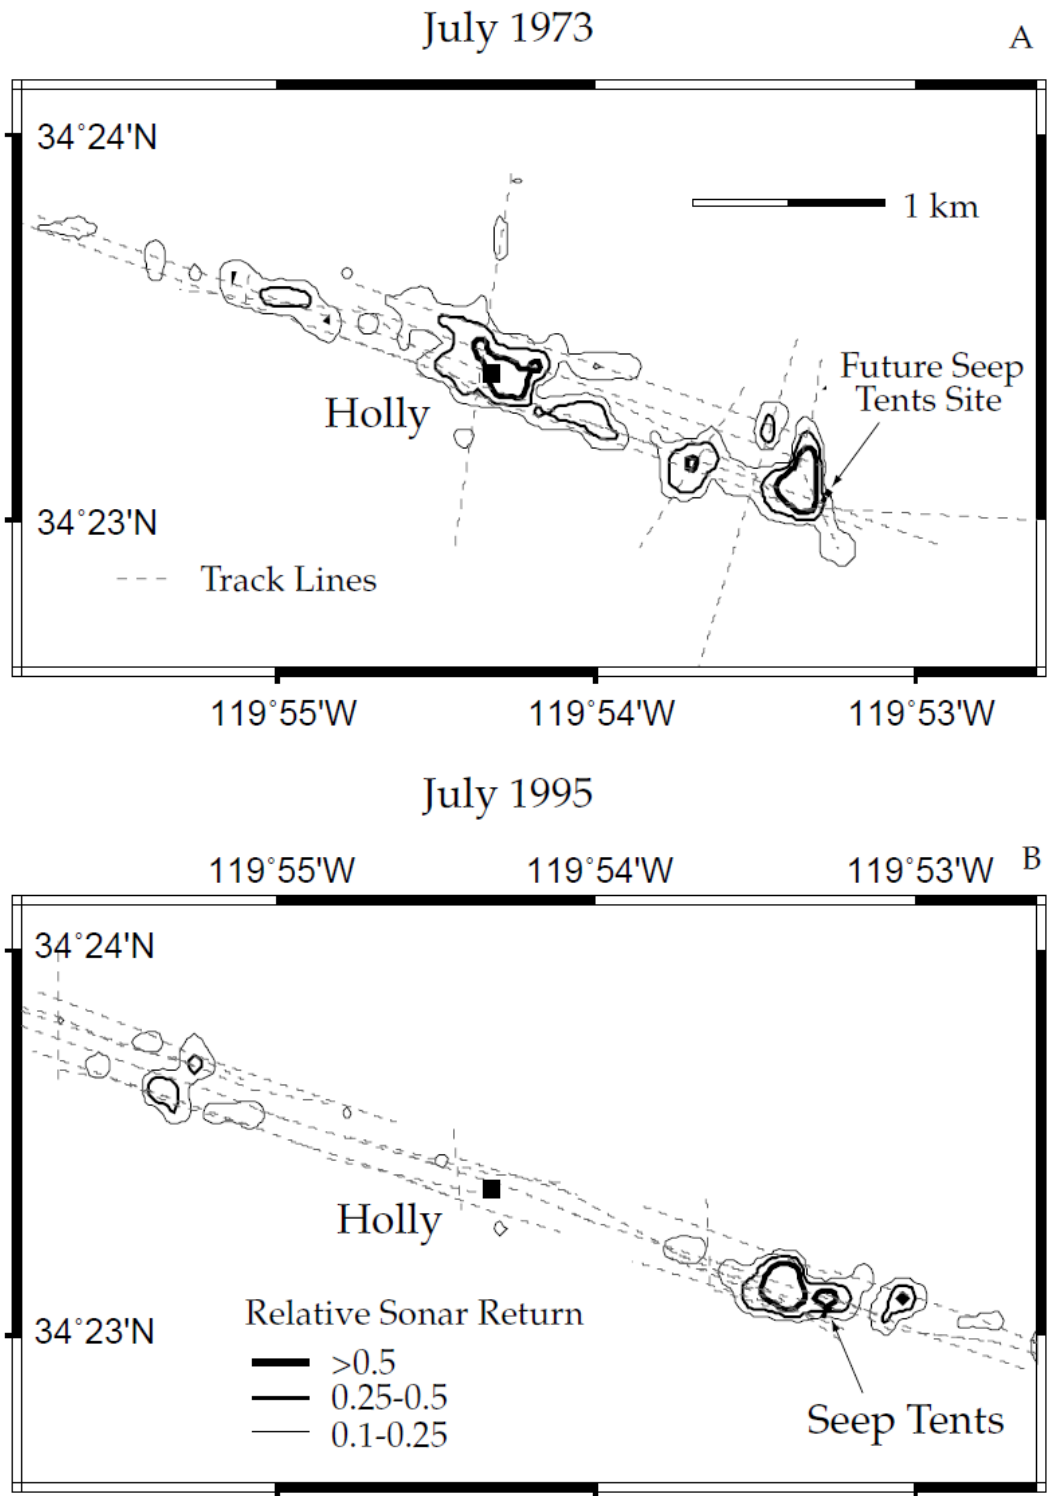 July 1973
A
34°24'N
1 km
Future Seep
Tents Site
Holly
34°23'N
Track Lines
119°55'W 119°54'W 119°53'W
July 1995
119°55'W 119°54'W 119°53'W
B
34°24'N
Holly
Relative Sonar Return
34°23'N
>0.5
0.25-0.5
0.1-0.25
Seep Tents